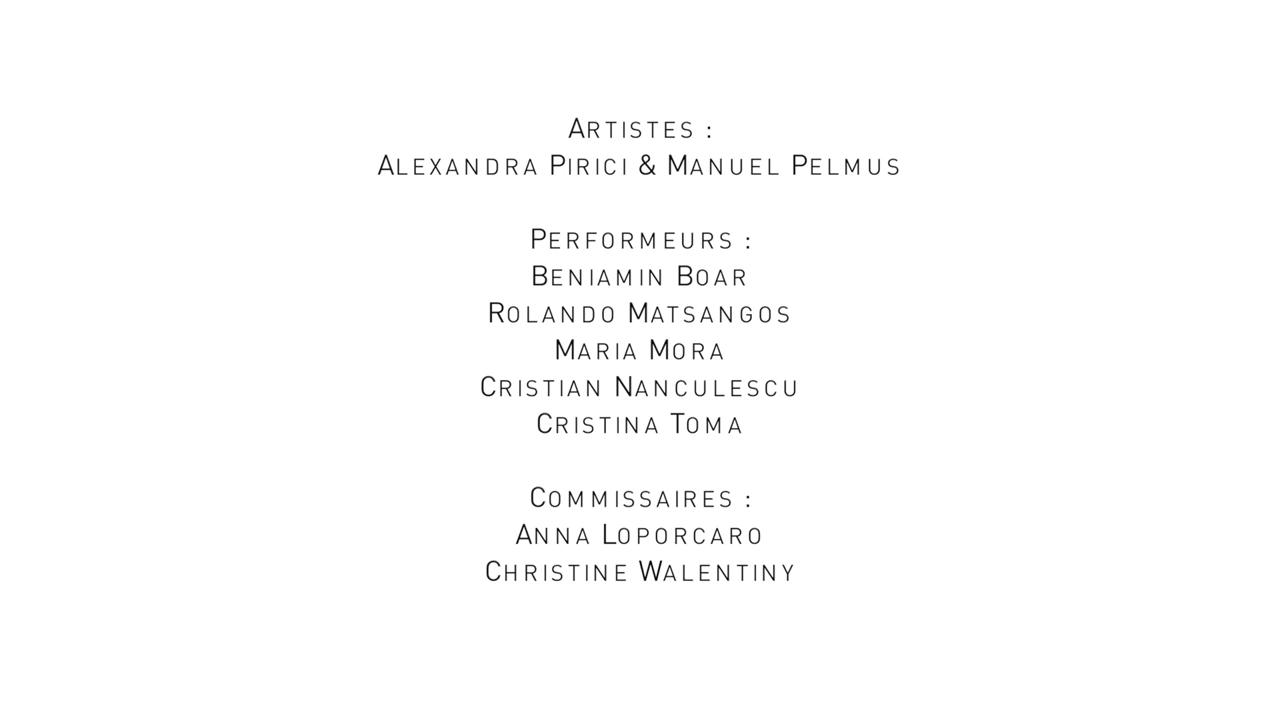 Artistes :
Alexandra Pirici & Manuel Pelmus
Performeurs :
Beniamin Boar
Rolando Matsangos
Maria Mora
Cristian Nanculescu
Cristina Toma
Commissaires :
Anna Loporcaro
Christine Walentiny